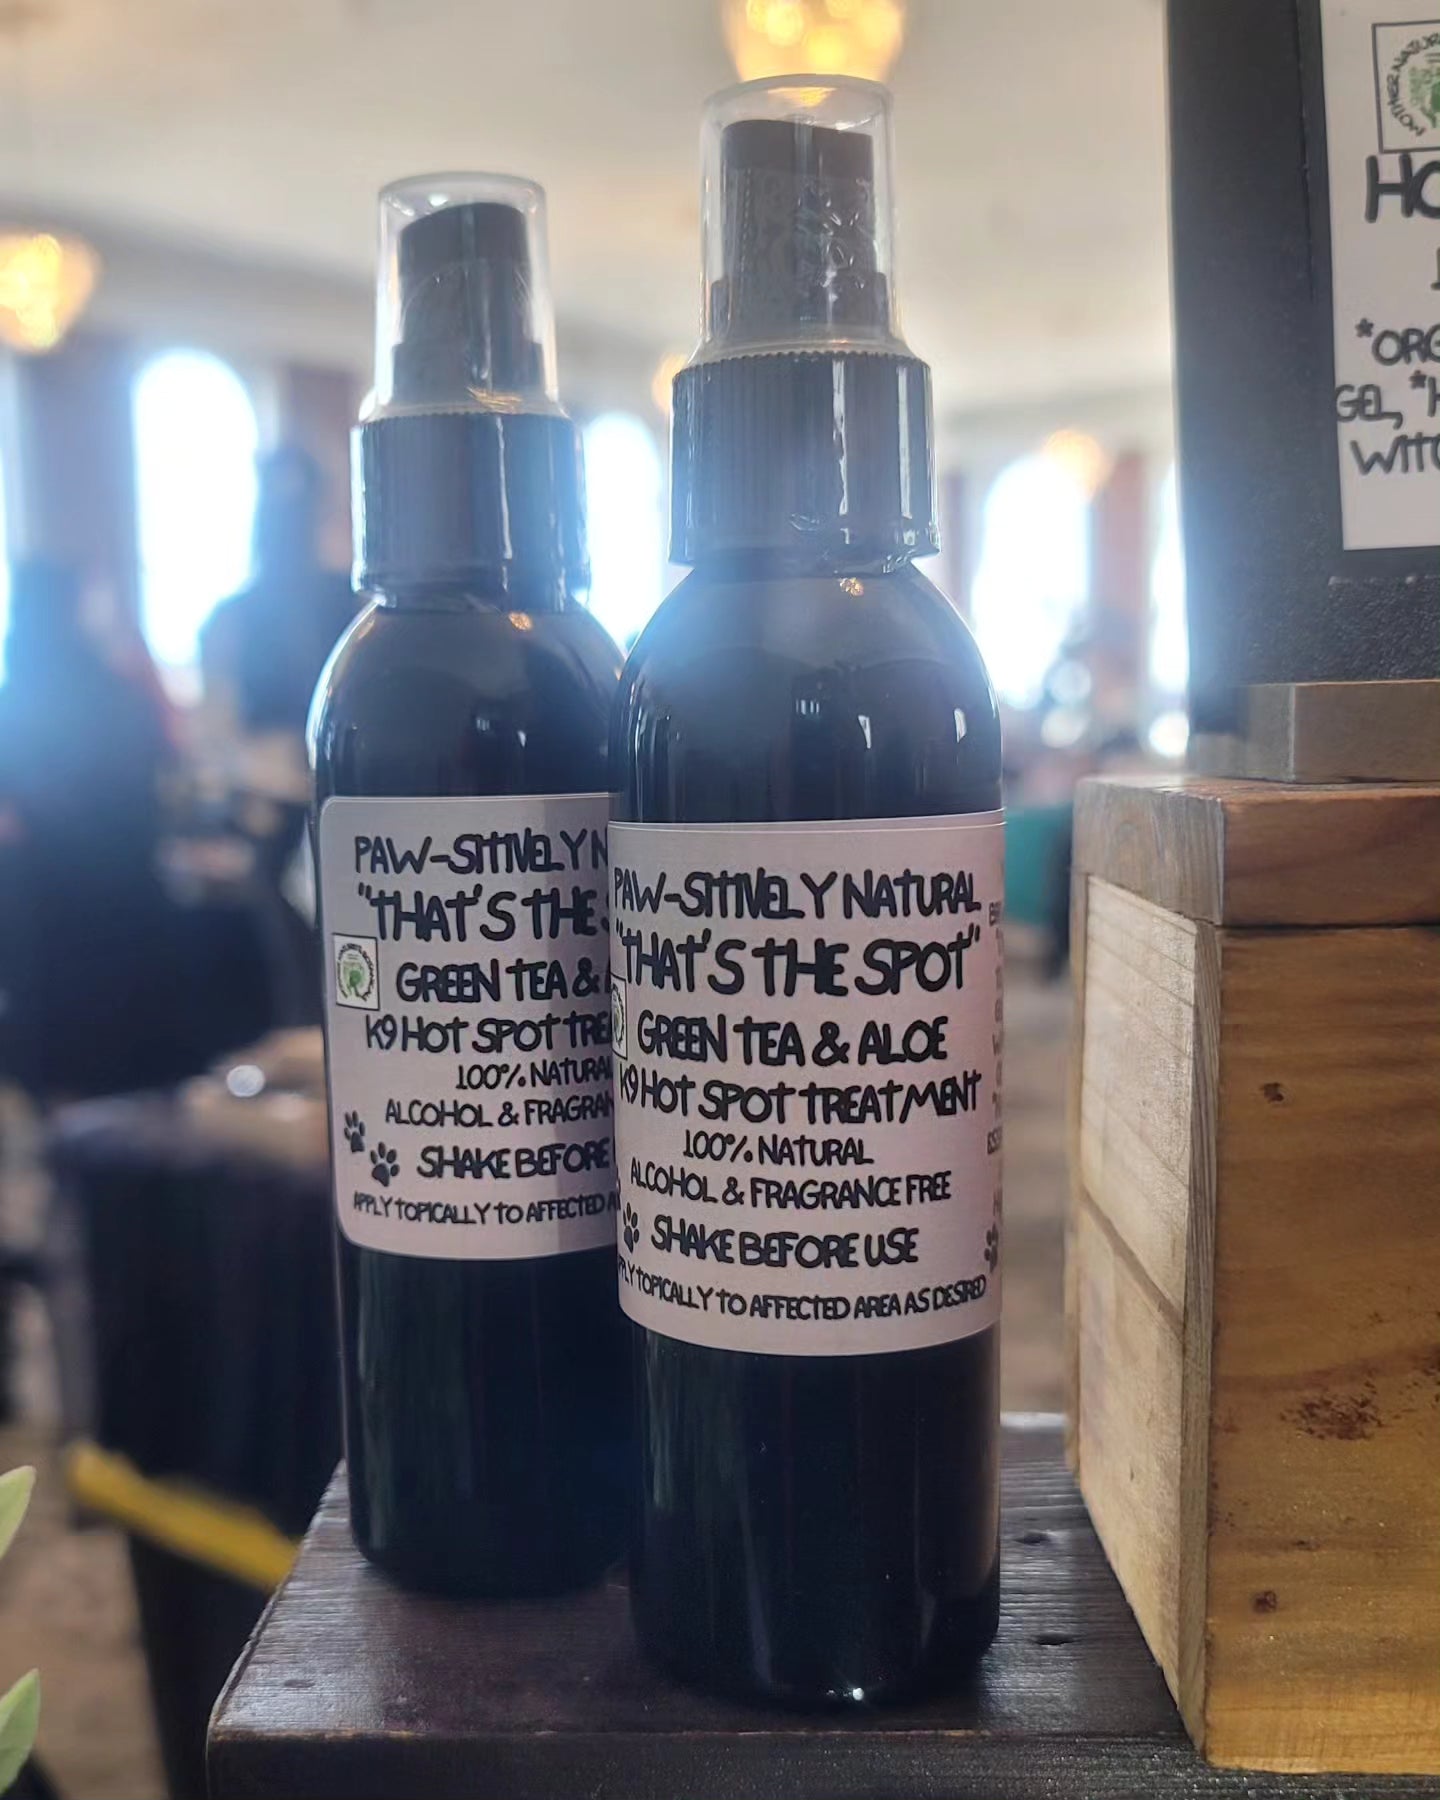 PAW-SITIVELY N
"THAT'S THE
GREEN TEA &
K9 HOT SPOT TRE
100% NATURAL
ALCOHOL & FRAGRAN
SHAKE BEFORE
APPLY TOPICALLY TO AFFECTED A
PAW-SITIVELY NATURAL
"THAT'S THE SPOT"
GREEN TEA & ALOE
K9 HOT SPOT TREATMENT
100% NATURAL
ALCOHOL & FRAGRANCE FREE
SHAKE BEFORE USE
APPLY TOPICALLY TO AFFECTED AREA AS DESIRED
MOTHER NATUR
HO
*ORG
GEL, *H
WITC